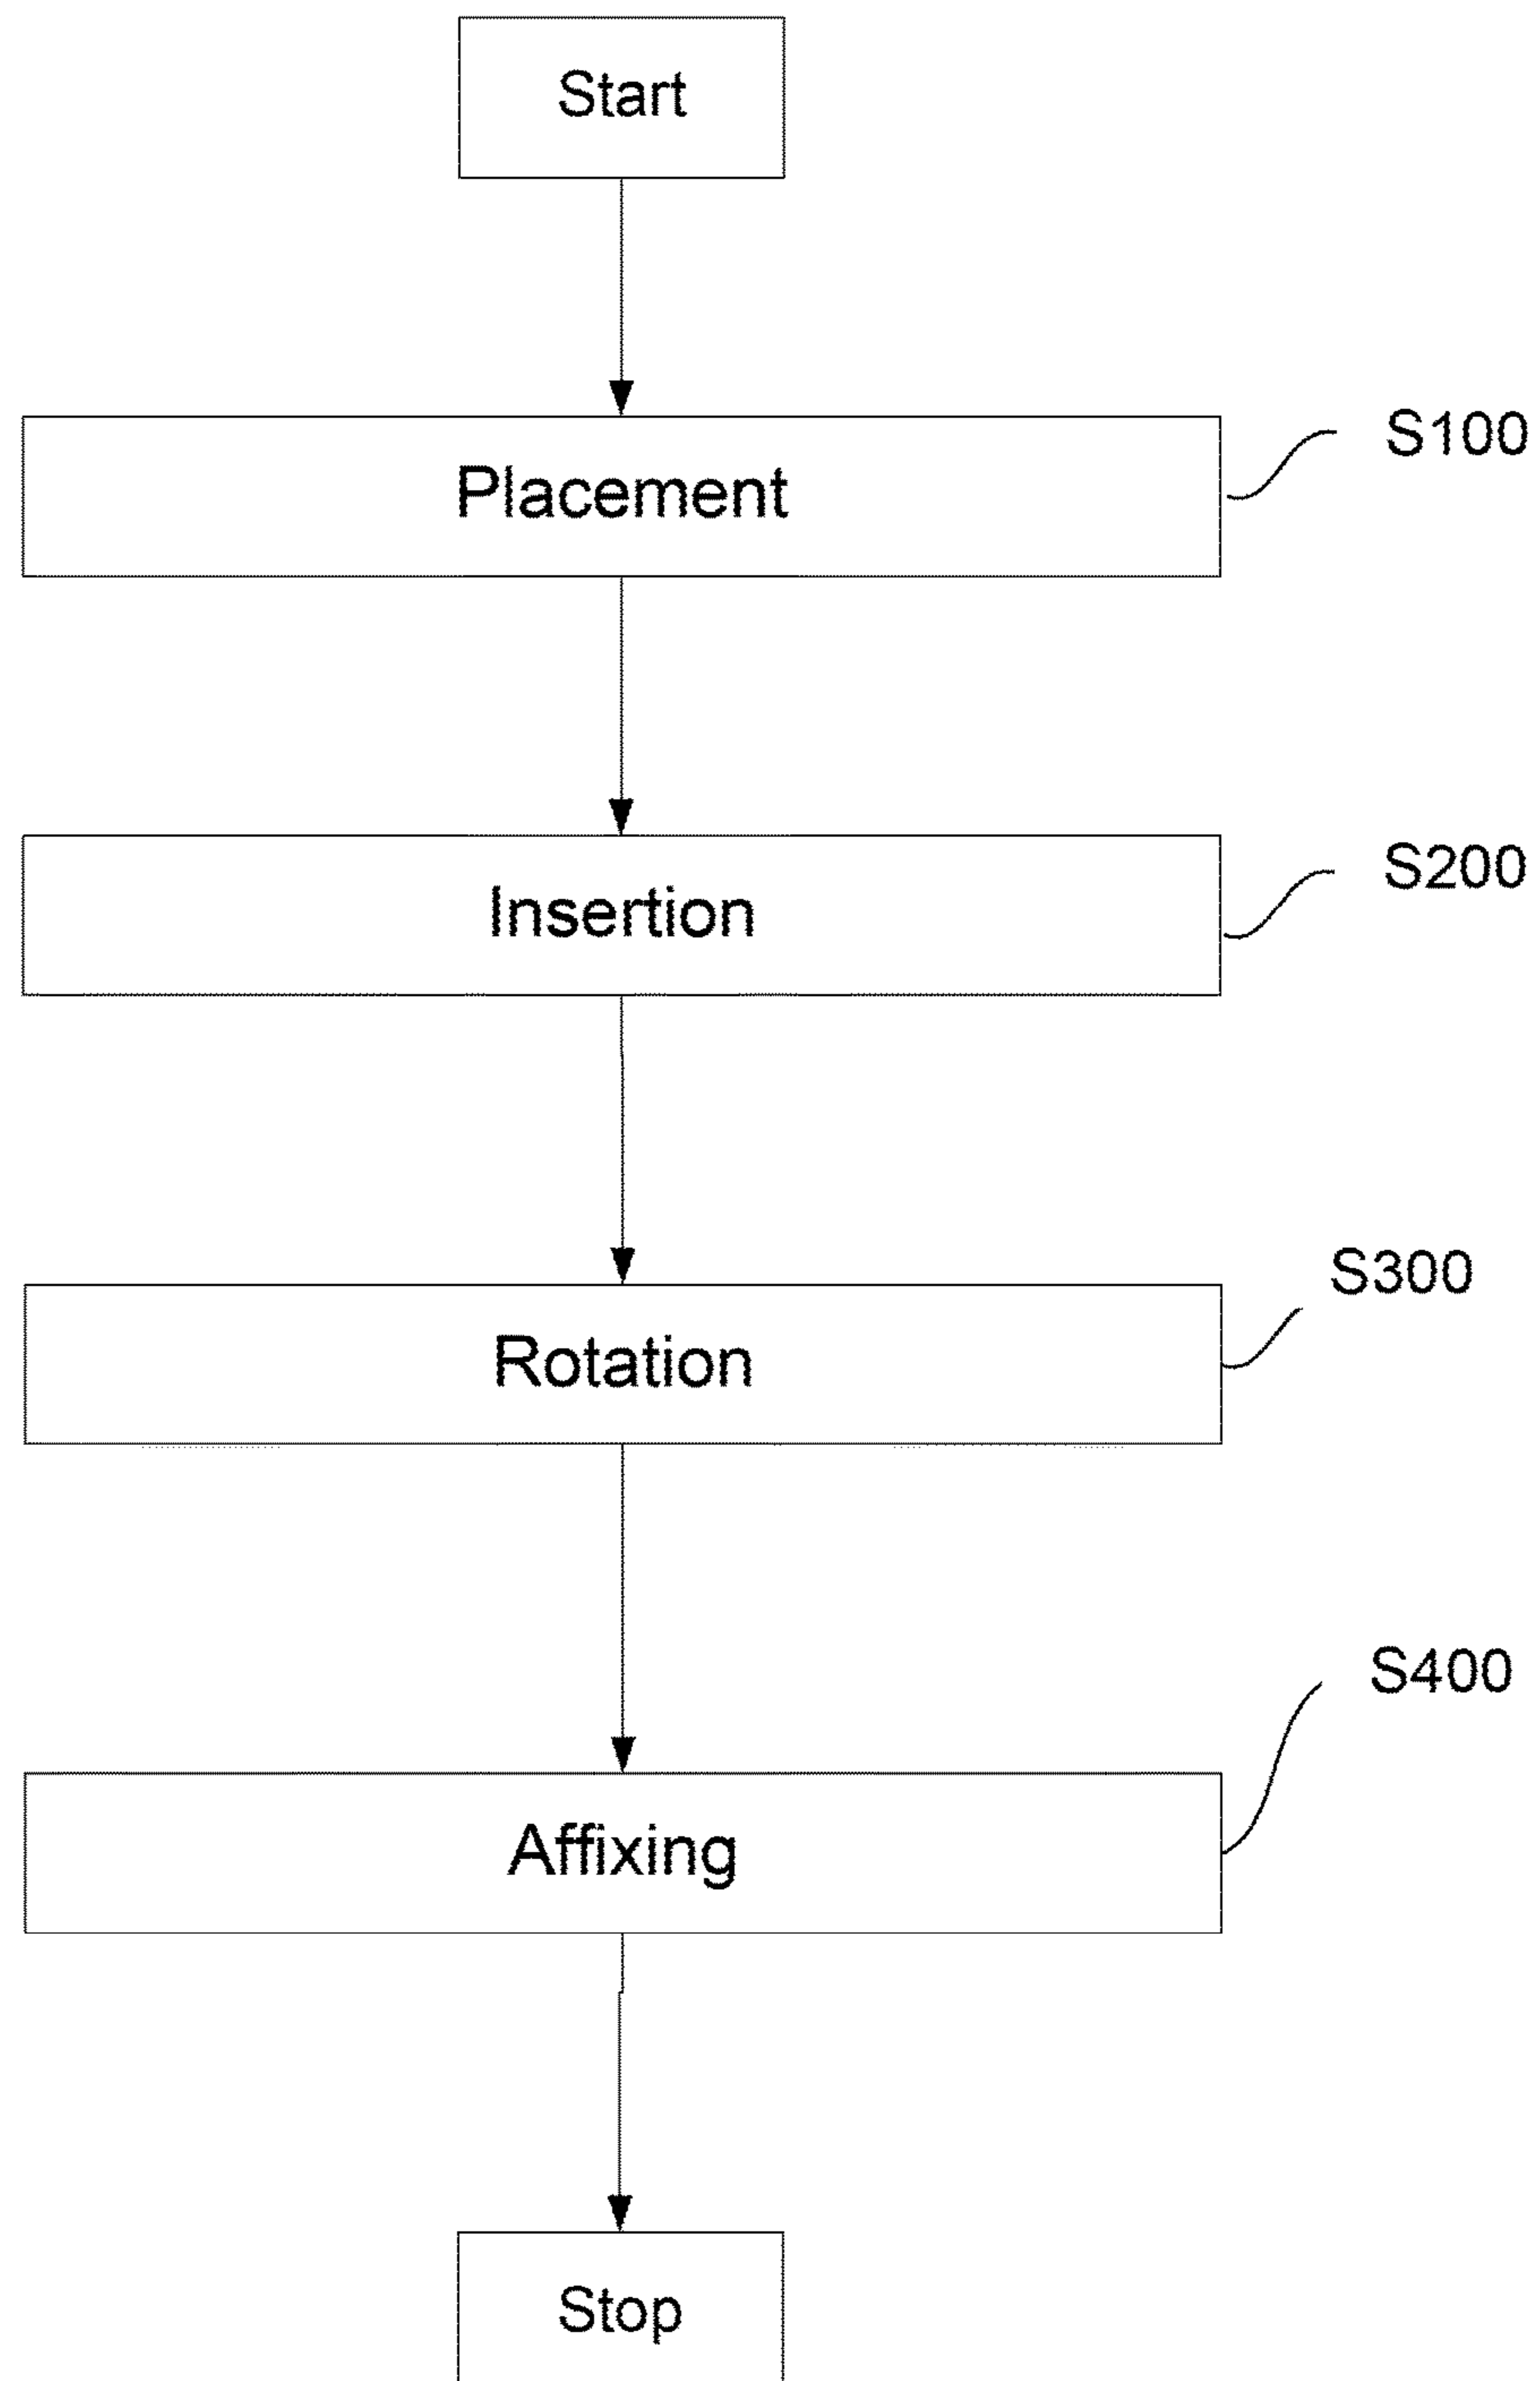 Start
Placement
S100
Insertion
S200
Rotation
S300
Affixing
S400
Stop